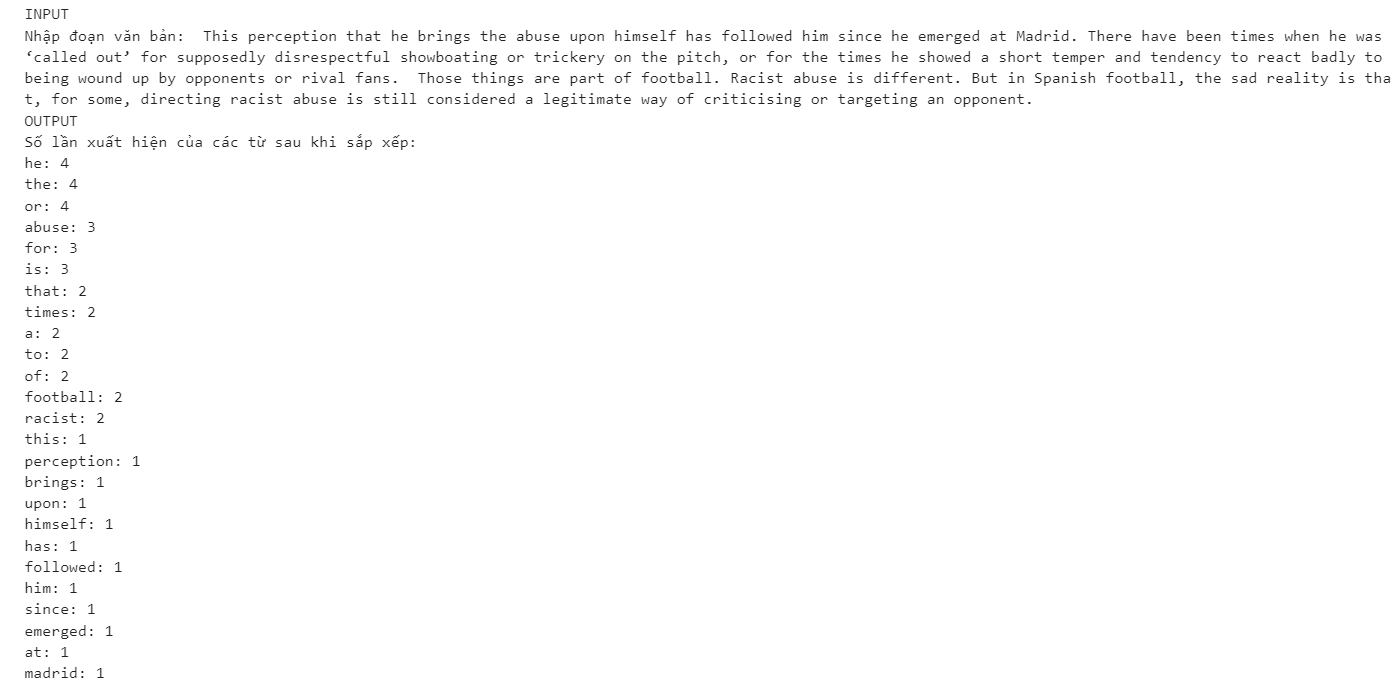 INPUT
Nhập đoạn văn bản:  This perception that he brings the abuse upon himself has followed him since he emerged at Madrid. There have been times when he was
‘called out’ for supposedly disrespectful showboating or trickery on the pitch, or for the times he showed a short temper and tendency to react badly to
being wound up by opponents or rival fans.  Those things are part of football. Racist abuse is different. But in Spanish football, the sad reality is tha
t, for some, directing racist abuse is still considered a legitimate way of criticising or targeting an opponent.
OUTPUT
Số lần xuất hiện của các từ sau khi sắp xếp:
he: 4
the: 4
or: 4
abuse: 3
for: 3
is: 3
that: 2
times: 2
a: 2
to: 2
of: 2
football: 2
racist: 2
this: 1
perception: 1
brings: 1
upon: 1
himself: 1
has: 1
followed: 1
him: 1
since: 1
emerged: 1
at: 1
madrid: 1